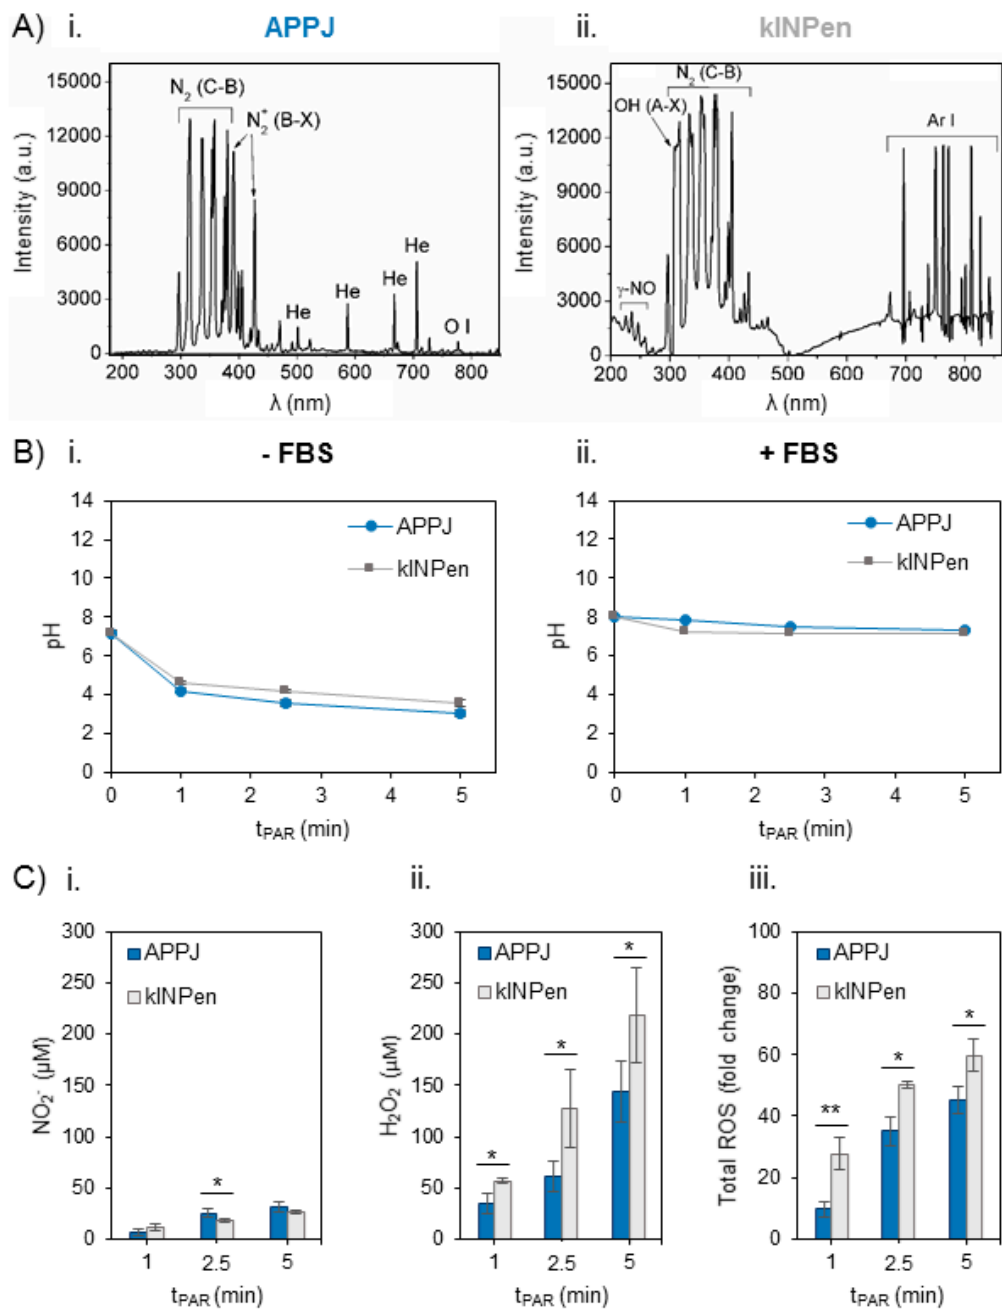 A) i. APPJ ii. kINPen
15000
12000
9000
6000
3000
0
Intensity (a.u.)
N2 (C-B)
N2+ (B-X)
He
He
He
He
O I
200 300 400 500 600 700 800
λ (nm)
15000
12000
9000
6000
3000
0
Intensity (a.u.)
N2 (C-B)
OH (A-X)
Ar I
γ-NO
200 300 400 500 600 700 800
λ (nm)
B) i. - FBS ii. + FBS
14
12
10
8
6
4
2
0
pH
APPJ
kINPen
0 1 2 3 4 5
tPAR (min)
14
12
10
8
6
4
2
0
pH
APPJ
kINPen
0 1 2 3 4 5
tPAR (min)
C) i. ii. iii.
300
250
200
150
100
50
0
NO2- (µM)
APPJ
kINPen
*
1 2.5 5
tPAR (min)
300
250
200
150
100
50
0
H2O2 (µM)
APPJ
kINPen
*
*
*
1 2.5 5
tPAR (min)
100
80
60
40
20
0
Total ROS (fold change)
APPJ
kINPen
**
*
*
1 2.5 5
tPAR (min)